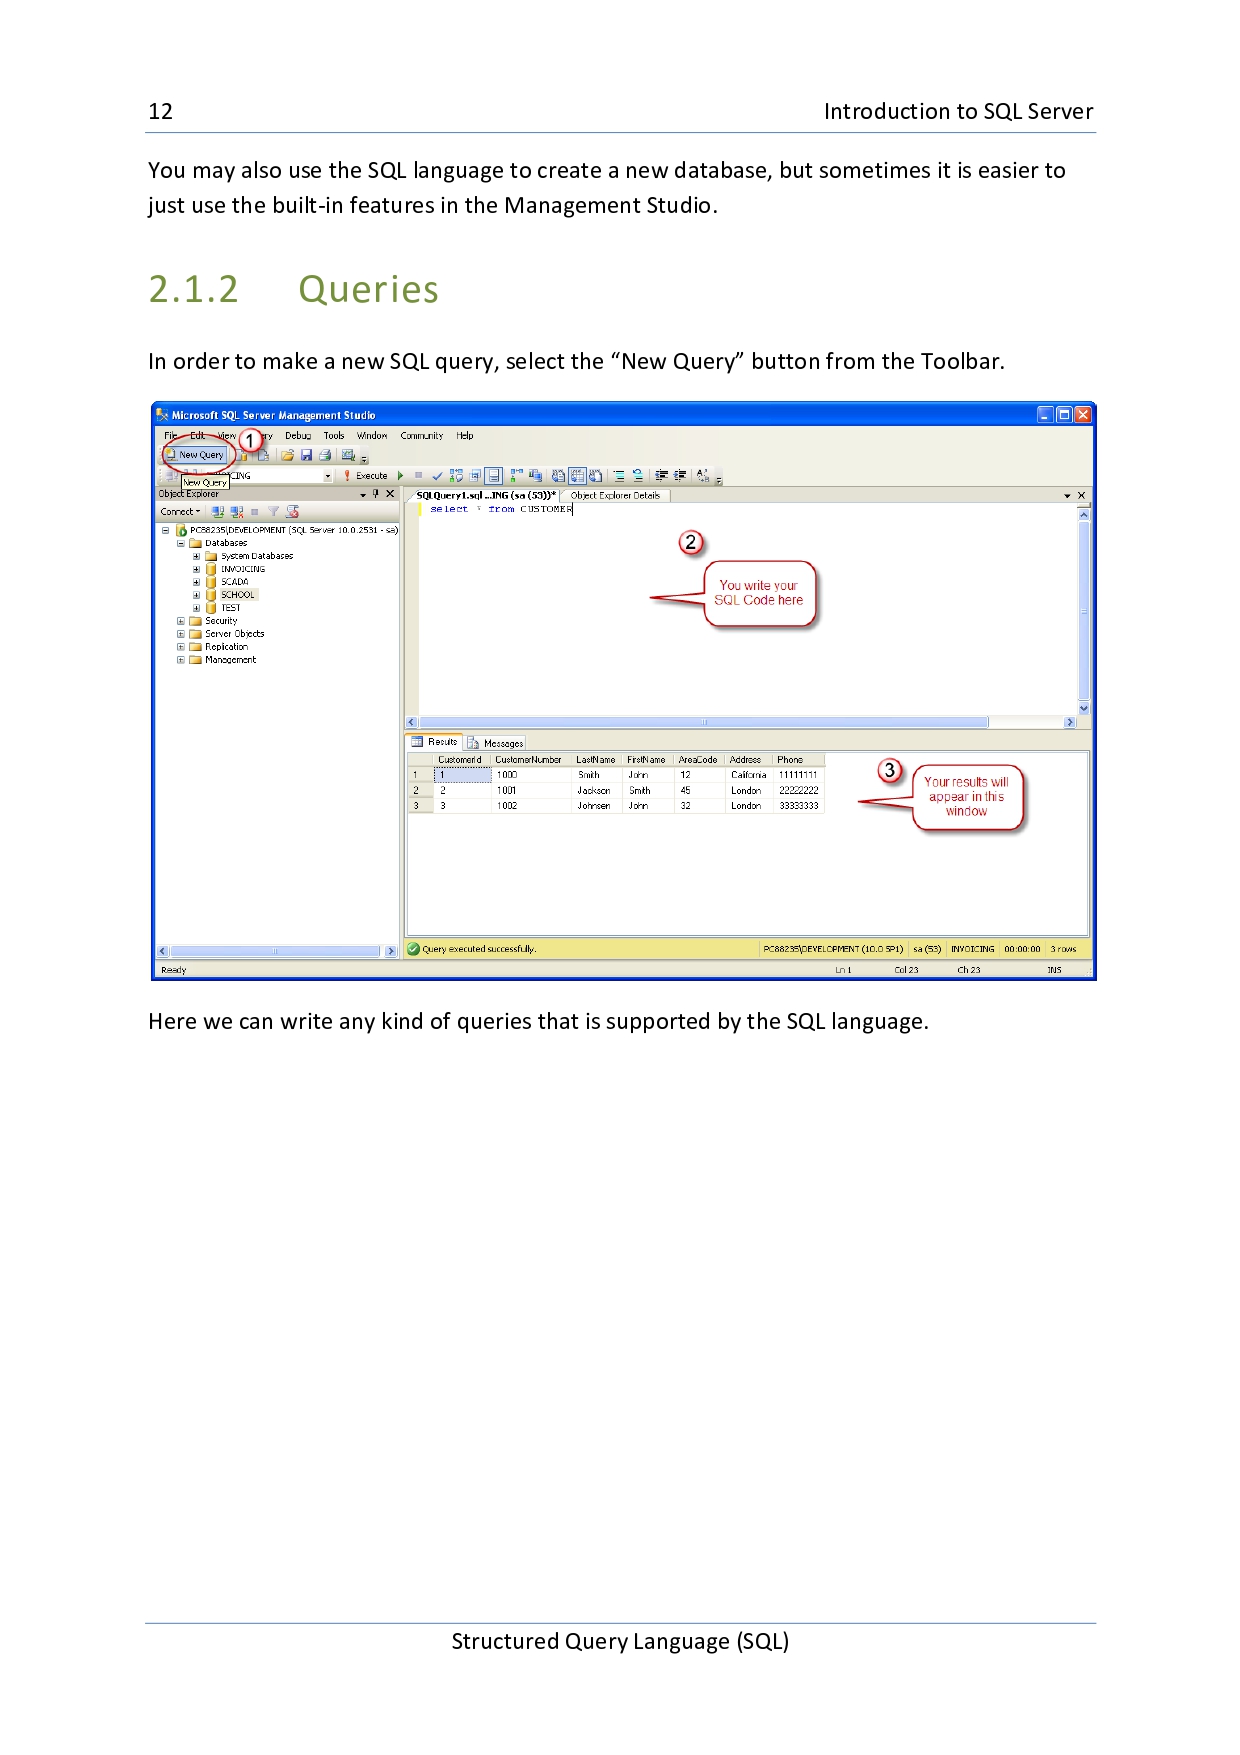 12 Introduction to SQL Server
You may also use the SQL language to create a new database, but sometimes it is easier to
just use the built-in features in the Management Studio.
2.1.2 Queries
In order to make a new SQL query, select the “New Query” button from the Toolbar.
Microsoft SQL Server Management Studio
File Edit View Debug Tools Window Community Help
1
New Query
Execute
New Query
Object Explorer
SQLQuery1.sql ...ING (sa (53))* Object Explorer Details
Connect
select * from CUSTOMER
PC88235\DEVELOPMENT (SQL Server 10.0.2531 - sa)
Databases
System Databases
INVOICING
SCADA
SCHOOL
TEST
Security
Server Objects
Replication
Management
2
You write your
SQL Code here
Results Messages
CustomerId CustomerNumber LastName FirstName AreaCode Address Phone
1 1 1000 Smith John 12 California 11111111
2 2 1001 Jackson Smith 45 London 22222222
3 3 1002 Johnsen John 32 London 33333333
3
Your results will
appear in this
window
Query executed successfully. PC88235\DEVELOPMENT (10.0 SP1) sa (53) INVOICING 00:00:00 3 rows
Ready Ln 1 Col 23 Ch 23 INS
Here we can write any kind of queries that is supported by the SQL language.
Structured Query Language (SQL)